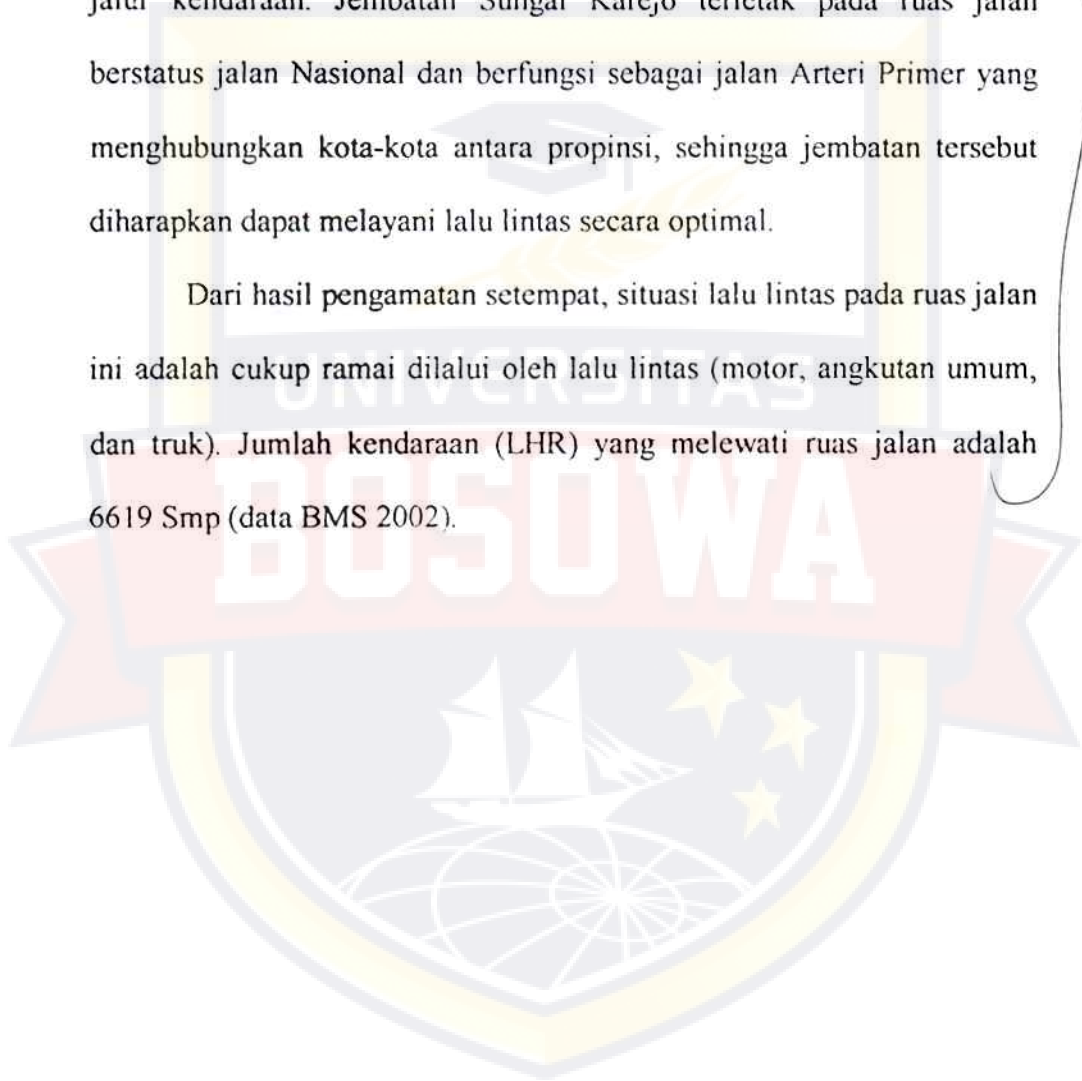 jalur kendaraan. Jembatan Sungai Karejo terletak pada ruas jalan
berstatus jalan Nasional dan berfungsi sebagai jalan Arteri Primer yang
menghubungkan kota-kota antara propinsi, sehingga jembatan tersebut
diharapkan dapat melayani lalu lintas secara optimal.
Dari hasil pengamatan setempat, situasi lalu lintas pada ruas jalan
ini adalah cukup ramai dilalui oleh lalu lintas (motor, angkutan umum,
dan truk). Jumlah kendaraan (LHR) yang melewati ruas jalan adalah
6619 Smp (data BMS 2002).
UNIVERSITAS
BOSOWA